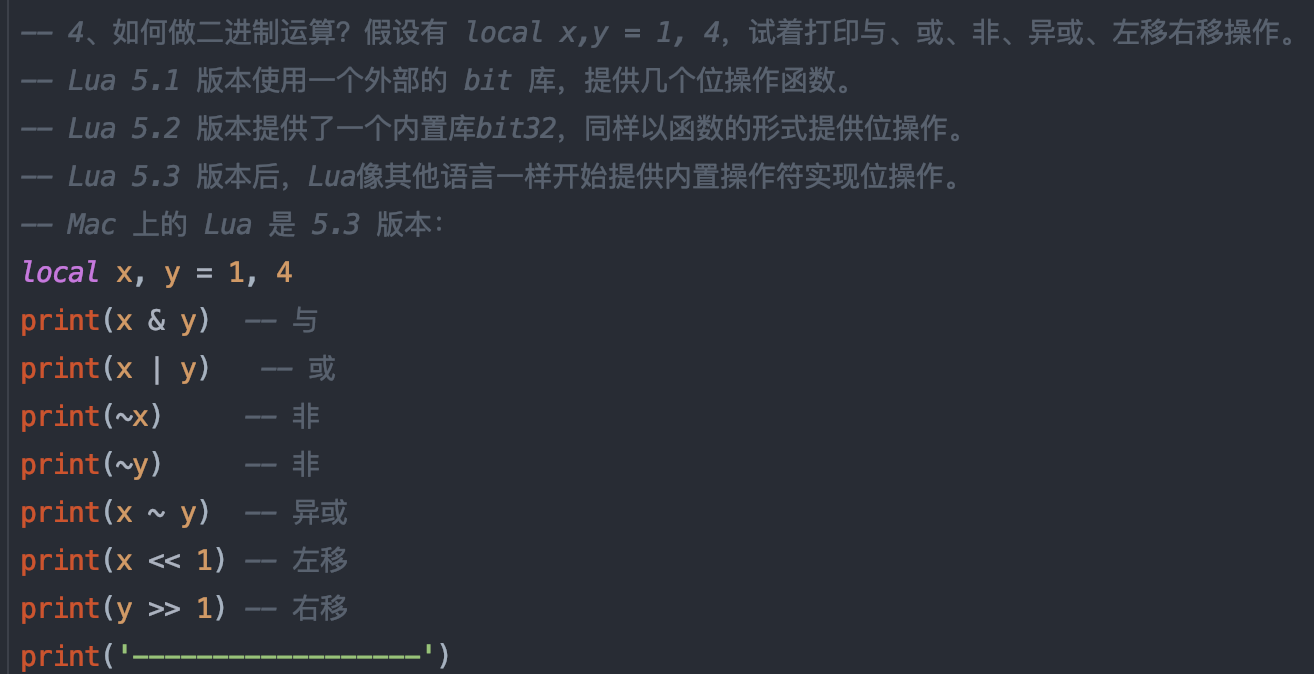 -- 4、如何做二进制运算？假设有 local x,y = 1, 4，试着打印与、或、非、异或、左移右移操作。
-- Lua 5.1 版本使用一个外部的 bit 库，提供几个位操作函数。
-- Lua 5.2 版本提供了一个内置库bit32，同样以函数的形式提供位操作。
-- Lua 5.3 版本后，Lua像其他语言一样开始提供内置操作符实现位操作。
-- Mac 上的 Lua 是 5.3 版本：
local x, y = 1, 4
print(x & y)  -- 与
print(x | y)   -- 或
print(~x)     -- 非
print(~y)     -- 非
print(x ~ y)  -- 异或
print(x << 1) -- 左移
print(y >> 1) -- 右移
print('------------------')